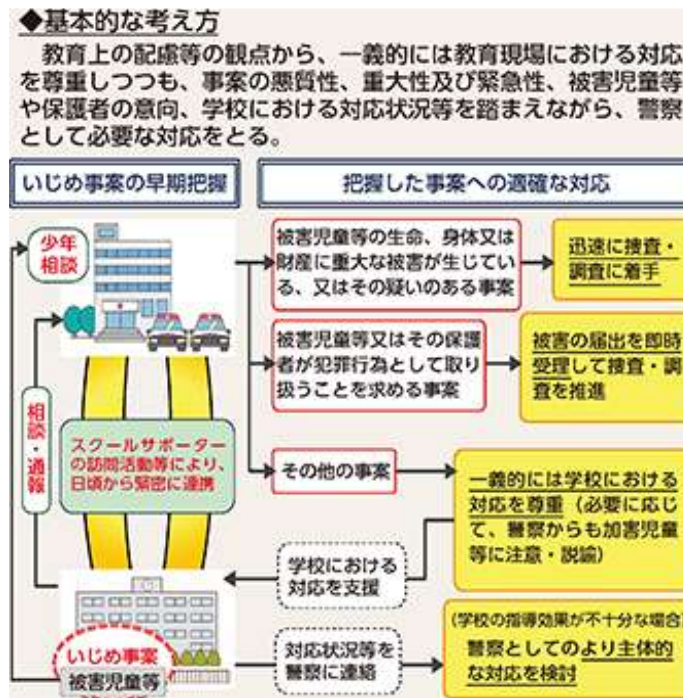 ◆基本的な考え方
教育上の配慮等の観点から、一義的には教育現場における対応
を尊重しつつも、事案の悪質性、重大性及び緊急性、被害児童等
や保護者の意向、学校における対応状況等を踏まえながら、警察
として必要な対応をとる。
いじめ事案の早期把握
把握した事案への適確な対応
少年
相談
被害児童等の生命、身体又は
財産に重大な被害が生じてい
る、又はその疑いのある事案
迅速に捜査・
調査に着手
被害児童等又はその保護
者が犯罪行為として取り
扱うことを求める事案
被害の届出を即時
受理して捜査・調
査を推進
相談・通報
スクールサポーター
の訪問活動等により、
日頃から緊密に連携
その他の事案
一義的には学校における
対応を尊重（必要に応じ
て、警察からも加害児童
等に注意・説諭）
学校における
対応を支援
いじめ事案
被害児童等
対応状況等を
警察に連絡
(学校の指導効果が不十分な場合)
警察としてのより主体的
な対応を検討